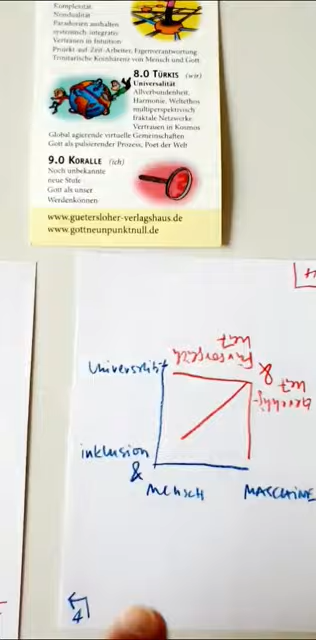 Komplexität,
Nondualität
Paradoxien aushalten
systemisch-integrativ
Vertrauen in Intuition
Projekt-auf-Zeit-Arbeiter, Eigenverantwortung
Trinitarische Kohhärenz von Mensch und Gott
8.0 TÜRKIS (wir)
Universalität
Allverbundenheit,
Harmonie, Weltethos
multiperspektivisch
fraktale Netzwerke
Vertrauen in Kosmos
Global agierende virtuelle Gemeinschaften
Gott als pulsierender Prozess, Poet der Welt
9.0 KORALLE (ich)
Noch unbekannte
neue Stufe
Gott als unser
Werdenkönnen
www.guetersloher-verlagshaus.de
www.gottneunpunktnull.de
Universität
&
inklusion
&
Mensch
MASCHINE
4